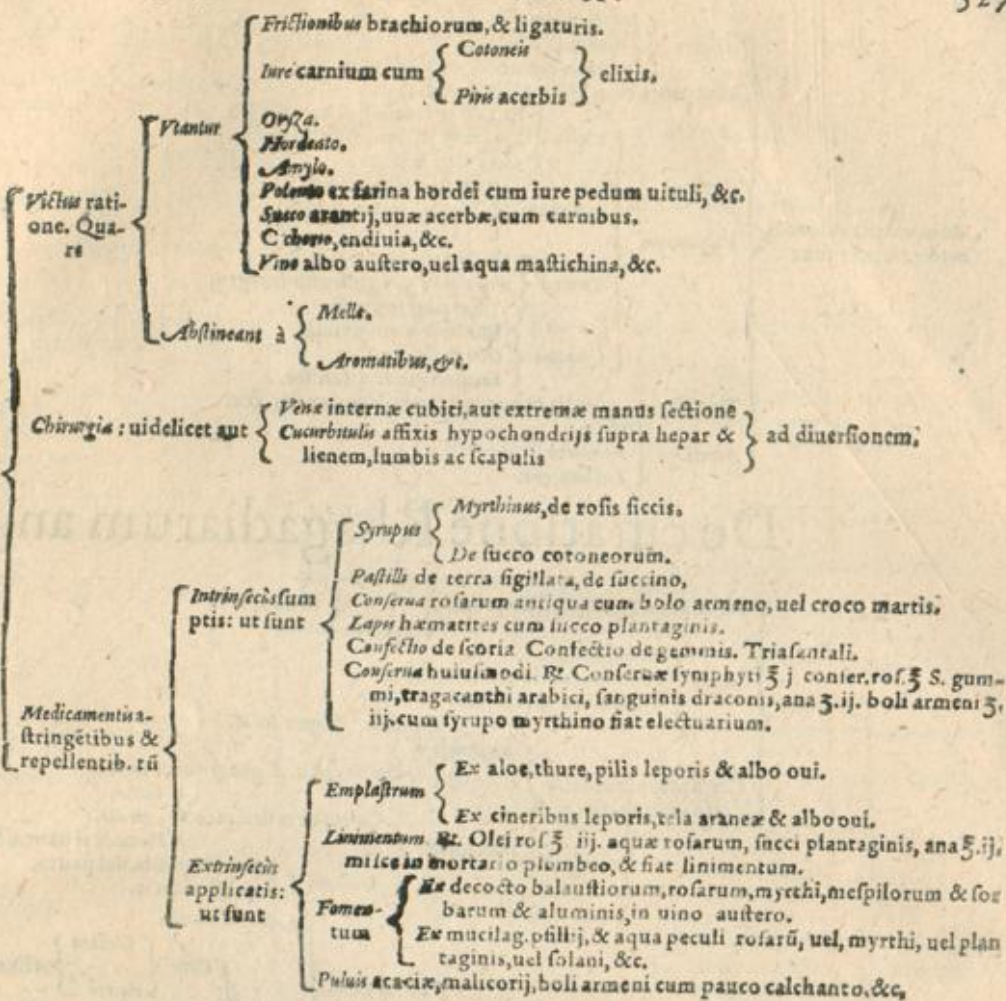 Frictionibus brachiorum, & ligaturis.
Iure carnium cum
Cotoneis
Piris acerbis
elixis.
Vtantur
Oryza.
Hordeato.
Amylo.
Polenta ex farina hordei cum iure pedum uituli, &c.
Succo arantij, uuæ acerbæ, cum carnibus.
C chorio, endiuia, &c.
Vino albo austero, uel aqua mastichina, &c.
Victus rati-
one. Qua-
re
Abstineant à
Melle.
Aromatibus, &c.
Chirurgia: uidelicet aut
Venæ internæ cubiti, aut extremæ manus sectione
Cucurbitulis affixis hypochondrijs supra hepar &
lienem, lumbis ac scapulis
ad diuersionem.
Medicamentis a-
stringētibus &
repellentib. tū
Intrinsecùs sum
ptis: ut sunt
Syrupus
Myrthinus, de rosis siccis.
De succo cotoneorum.
Pastilli de terra sigillata, de succino.
Conserua rosarum antiqua cum bolo armeno, uel croco martis.
Lapis hæmatites cum succo plantaginis.
Confectio de scoria. Confectio de gemmis. Triasantali.
Conserua huiusmodi. ℞ Conseruæ symphyti ℥ j conser. ros. ℥ S. gum-
mi, tragacanthi arabici, sanguinis draconis, ana ʒ. ij. boli armeni ʒ.
iij. cum syrupo myrthino fiat electuarium.
Extrinsecùs
applicatis:
ut sunt
Emplastrum
Ex aloe, thure, pilis leporis & albo oui.
Ex cineribus leporis, tela araneæ & albo oui.
Linimentum. ℞. Olei ros ℥ iij. aquæ rosarum, succi plantaginis, ana ℥. ij.
misce in mortario plumbeo, & fiat linimentum.
Fomen-
tum
Ex decocto balaustiorum, rosarum, myrthi, mespilorum & sor
barum & aluminis, in uino austero.
Ex mucilag. psillij, & aqua peculi rosarū, uel, myrthi, uel plan
taginis, uel solani, &c.
Puluis acaciæ, malicorij, boli armeni cum pauco calchanto, &c.